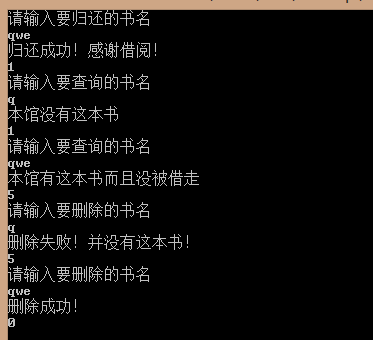 请输入要归还的书名
qwe
归还成功！感谢借阅！
1
请输入要查询的书名
q
本馆没有这本书
1
请输入要查询的书名
qwe
本馆有这本书而且没被借走
5
请输入要删除的书名
q
删除失败！并没有这本书！
5
请输入要删除的书名
qwe
删除成功！
0